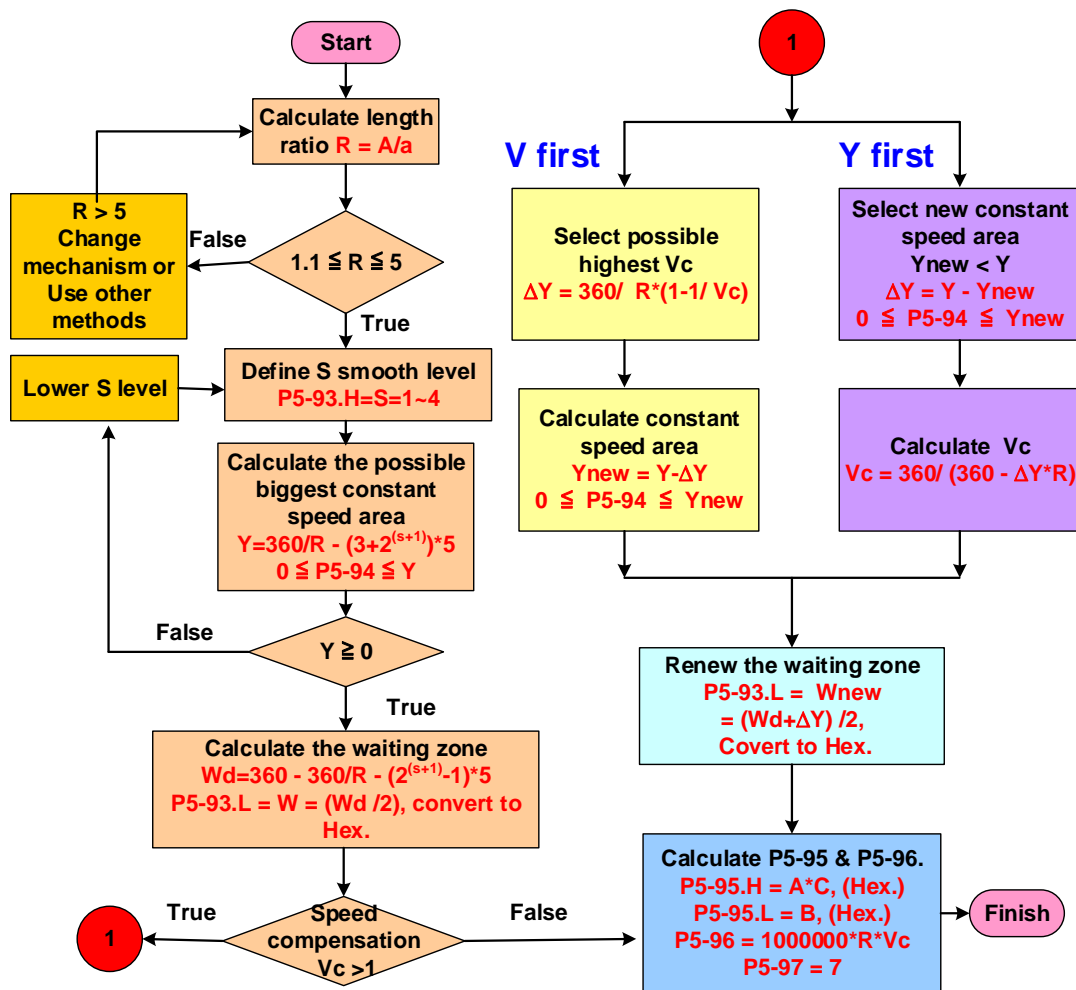 Start
Calculate length
ratio R = A/a
R > 5
Change
mechanism or
Use other
methods
False
1.1 ≦ R ≦ 5
True
Lower S level
Define S smooth level
P5-93.H=S=1~4
Calculate the possible
biggest constant
speed area
Y=360/R - (3+2^(s+1))*5
0 ≦ P5-94 ≦ Y
False
Y ≧ 0
True
Calculate the waiting zone
Wd=360 - 360/R - (2^(s+1)-1)*5
P5-93.L = W = (Wd /2), convert to
Hex.
True
Speed
compensation
Vc >1
False
1
1
V first
Y first
Select possible
highest Vc
ΔY = 360/ R*(1-1/ Vc)
Calculate constant
speed area
Ynew = Y-ΔY
0 ≦ P5-94 ≦ Ynew
Select new constant
speed area
Ynew < Y
ΔY = Y - Ynew
0 ≦ P5-94 ≦ Ynew
Calculate Vc
Vc = 360/ (360 - ΔY*R)
Renew the waiting zone
P5-93.L = Wnew
= (Wd+ΔY) /2,
Covert to Hex.
Calculate P5-95 & P5-96.
P5-95.H = A*C, (Hex.)
P5-95.L = B, (Hex.)
P5-96 = 1000000*R*Vc
P5-97 = 7
Finish